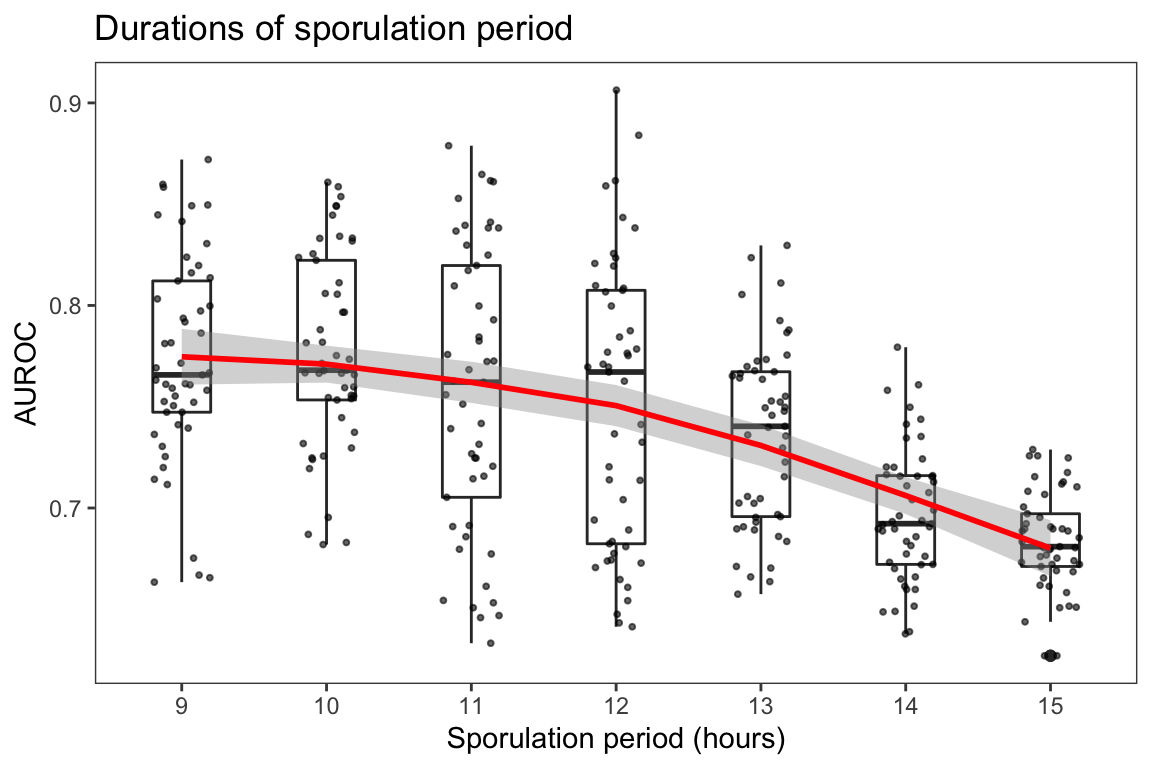 Durations of sporulation period
0.9
0.8
0.7
AUROC
9 10 11 12 13 14 15
Sporulation period (hours)